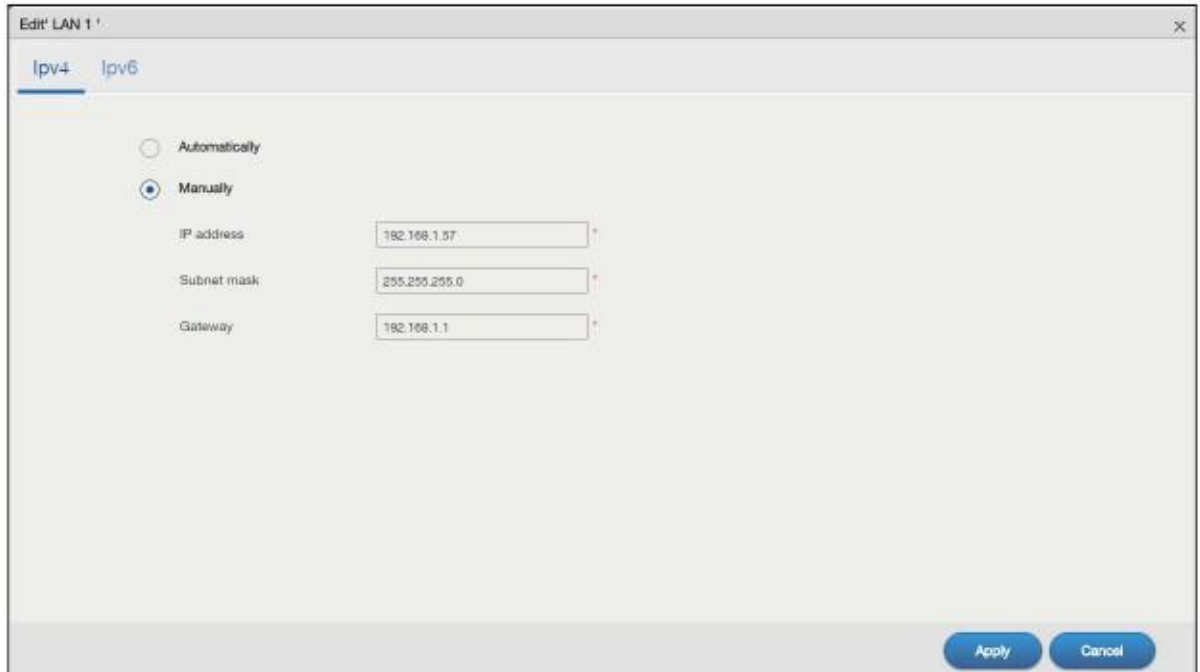 Edit' LAN 1 '
Ipv4 Ipv6
Automatically
Manually
IP address 192.168.1.57 *
Subnet mask 255.255.255.0 *
Gateway 192.168.1.1 *
Apply Cancel